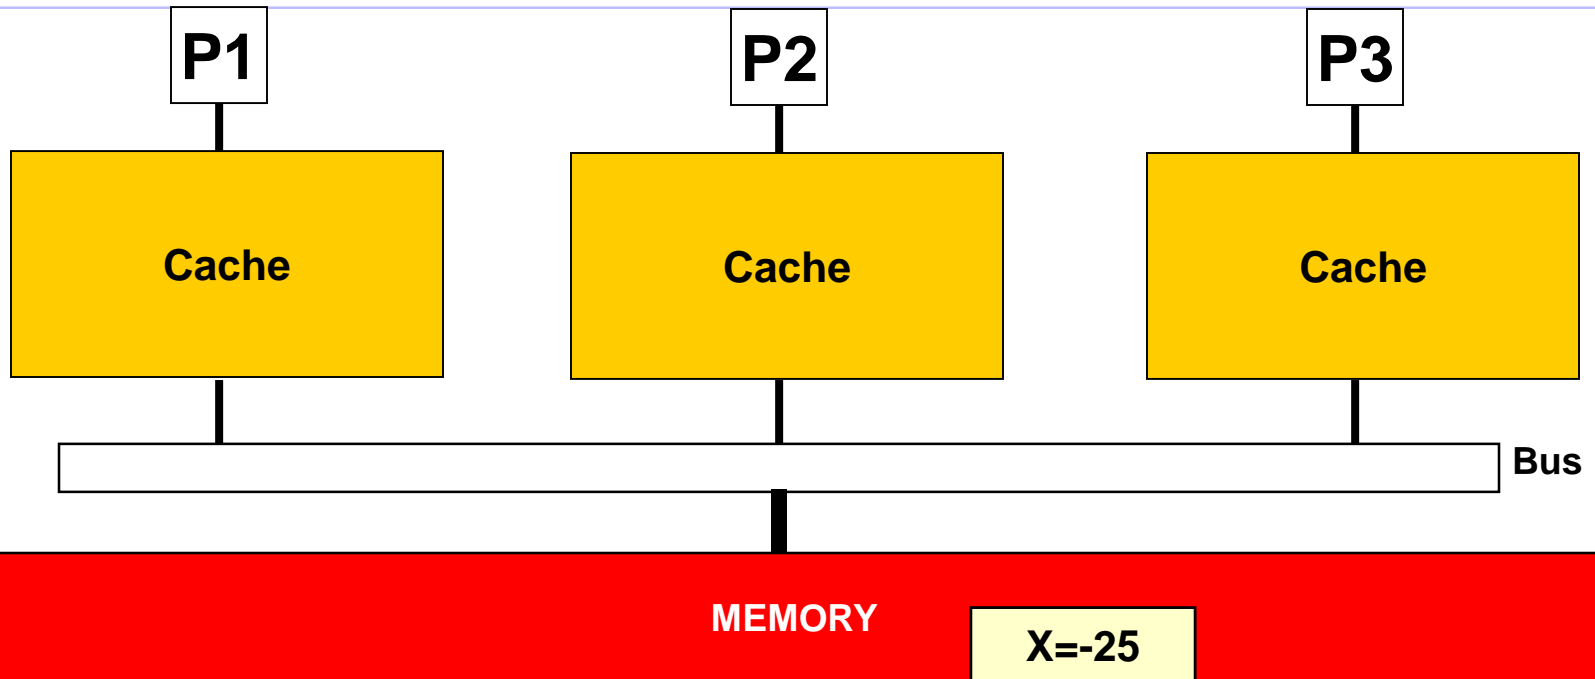 P1
P2
P3
Cache
Cache
Cache
Bus
MEMORY
X=-25